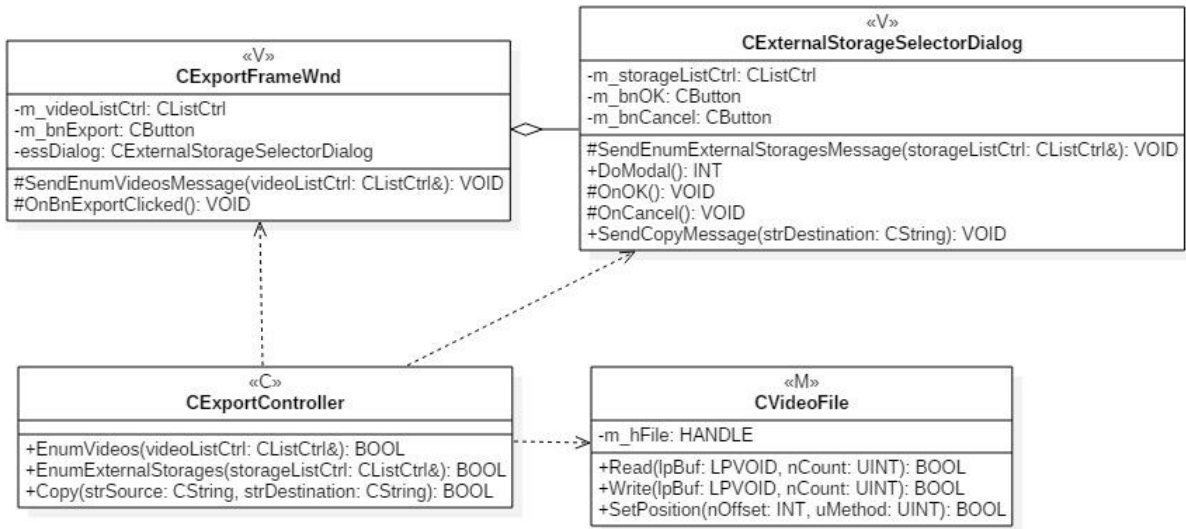 «V»
CExportFrameWnd
-m_videoListCtrl: CListCtrl
-m_bnExport: CButton
-essDialog: CExternalStorageSelectorDialog
#SendEnumVideosMessage(videoListCtrl: CListCtrl&): VOID
#OnBnExportClicked(): VOID
«V»
CExternalStorageSelectorDialog
-m_storageListCtrl: CListCtrl
-m_bnOK: CButton
-m_bnCancel: CButton
#SendEnumExternalStoragesMessage(storageListCtrl: CListCtrl&): VOID
+DoModal(): INT
#OnOK(): VOID
#OnCancel(): VOID
+SendCopyMessage(strDestination: CString): VOID
«C»
CExportController
+EnumVideos(videoListCtrl: CListCtrl&): BOOL
+EnumExternalStorages(storageListCtrl: CListCtrl&): BOOL
+Copy(strSource: CString, strDestination: CString): BOOL
«M»
CVideoFile
-m_hFile: HANDLE
+Read(lpBuf: LPVOID, nCount: UINT): BOOL
+Write(lpBuf: LPVOID, nCount: UINT): BOOL
+SetPosition(nOffset: INT, uMethod: UINT): BOOL